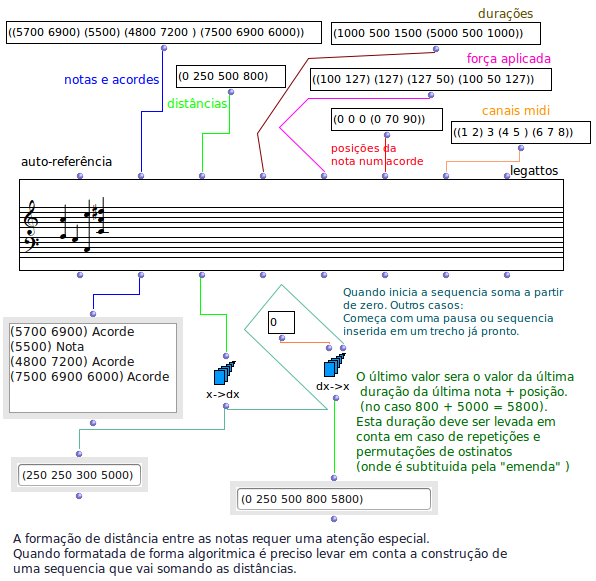 durações
((5700 6900) (5500) (4800 7200 ) (7500 6900 6000))
(1000 500 1500 (5000 500 1000))
força aplicada
notas e acordes
(0 250 500 800)
((100 127) (127) (127 50) (100 50 127))
distâncias
canais midi
(0 0 0 (0 70 90))
((1 2) 3 (4 5 ) (6 7 8))
posições da
nota num acorde
auto-referência
legattos
Quando inicia a sequencia soma a partir
de zero. Outros casos:
Começa com uma pausa ou sequencia
inserida em um trecho já pronto.
0
(5700 6900) Acorde
(5500) Nota
(4800 7200) Acorde
(7500 6900 6000) Acorde
x->dx
dx->x
O último valor sera o valor da última
duração da última nota + posição.
(no caso 800 + 5000 = 5800).
Esta duração deve ser levada em
conta em caso de repetições e
permutações de ostinatos
(onde é subtituida pela "emenda" )
(250 250 300 5000)
(0 250 500 800 5800)
A formação de distância entre as notas requer uma atenção especial.
Quando formatada de forma algoritmica é preciso levar em conta a construção de
uma sequencia que vai somando as distâncias.